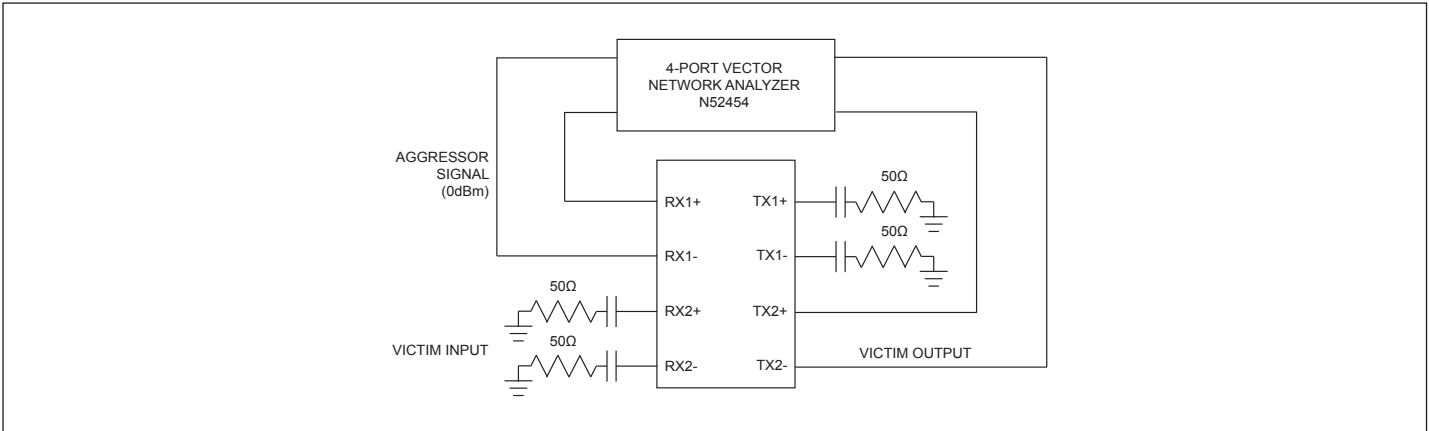 4-PORT VECTOR
NETWORK ANALYZER
N52454
AGGRESSOR
SIGNAL
(0dBm)
RX1+
TX1+
50Ω
RX1-
TX1-
50Ω
50Ω
RX2+
TX2+
VICTIM INPUT
50Ω
RX2-
TX2-
VICTIM OUTPUT